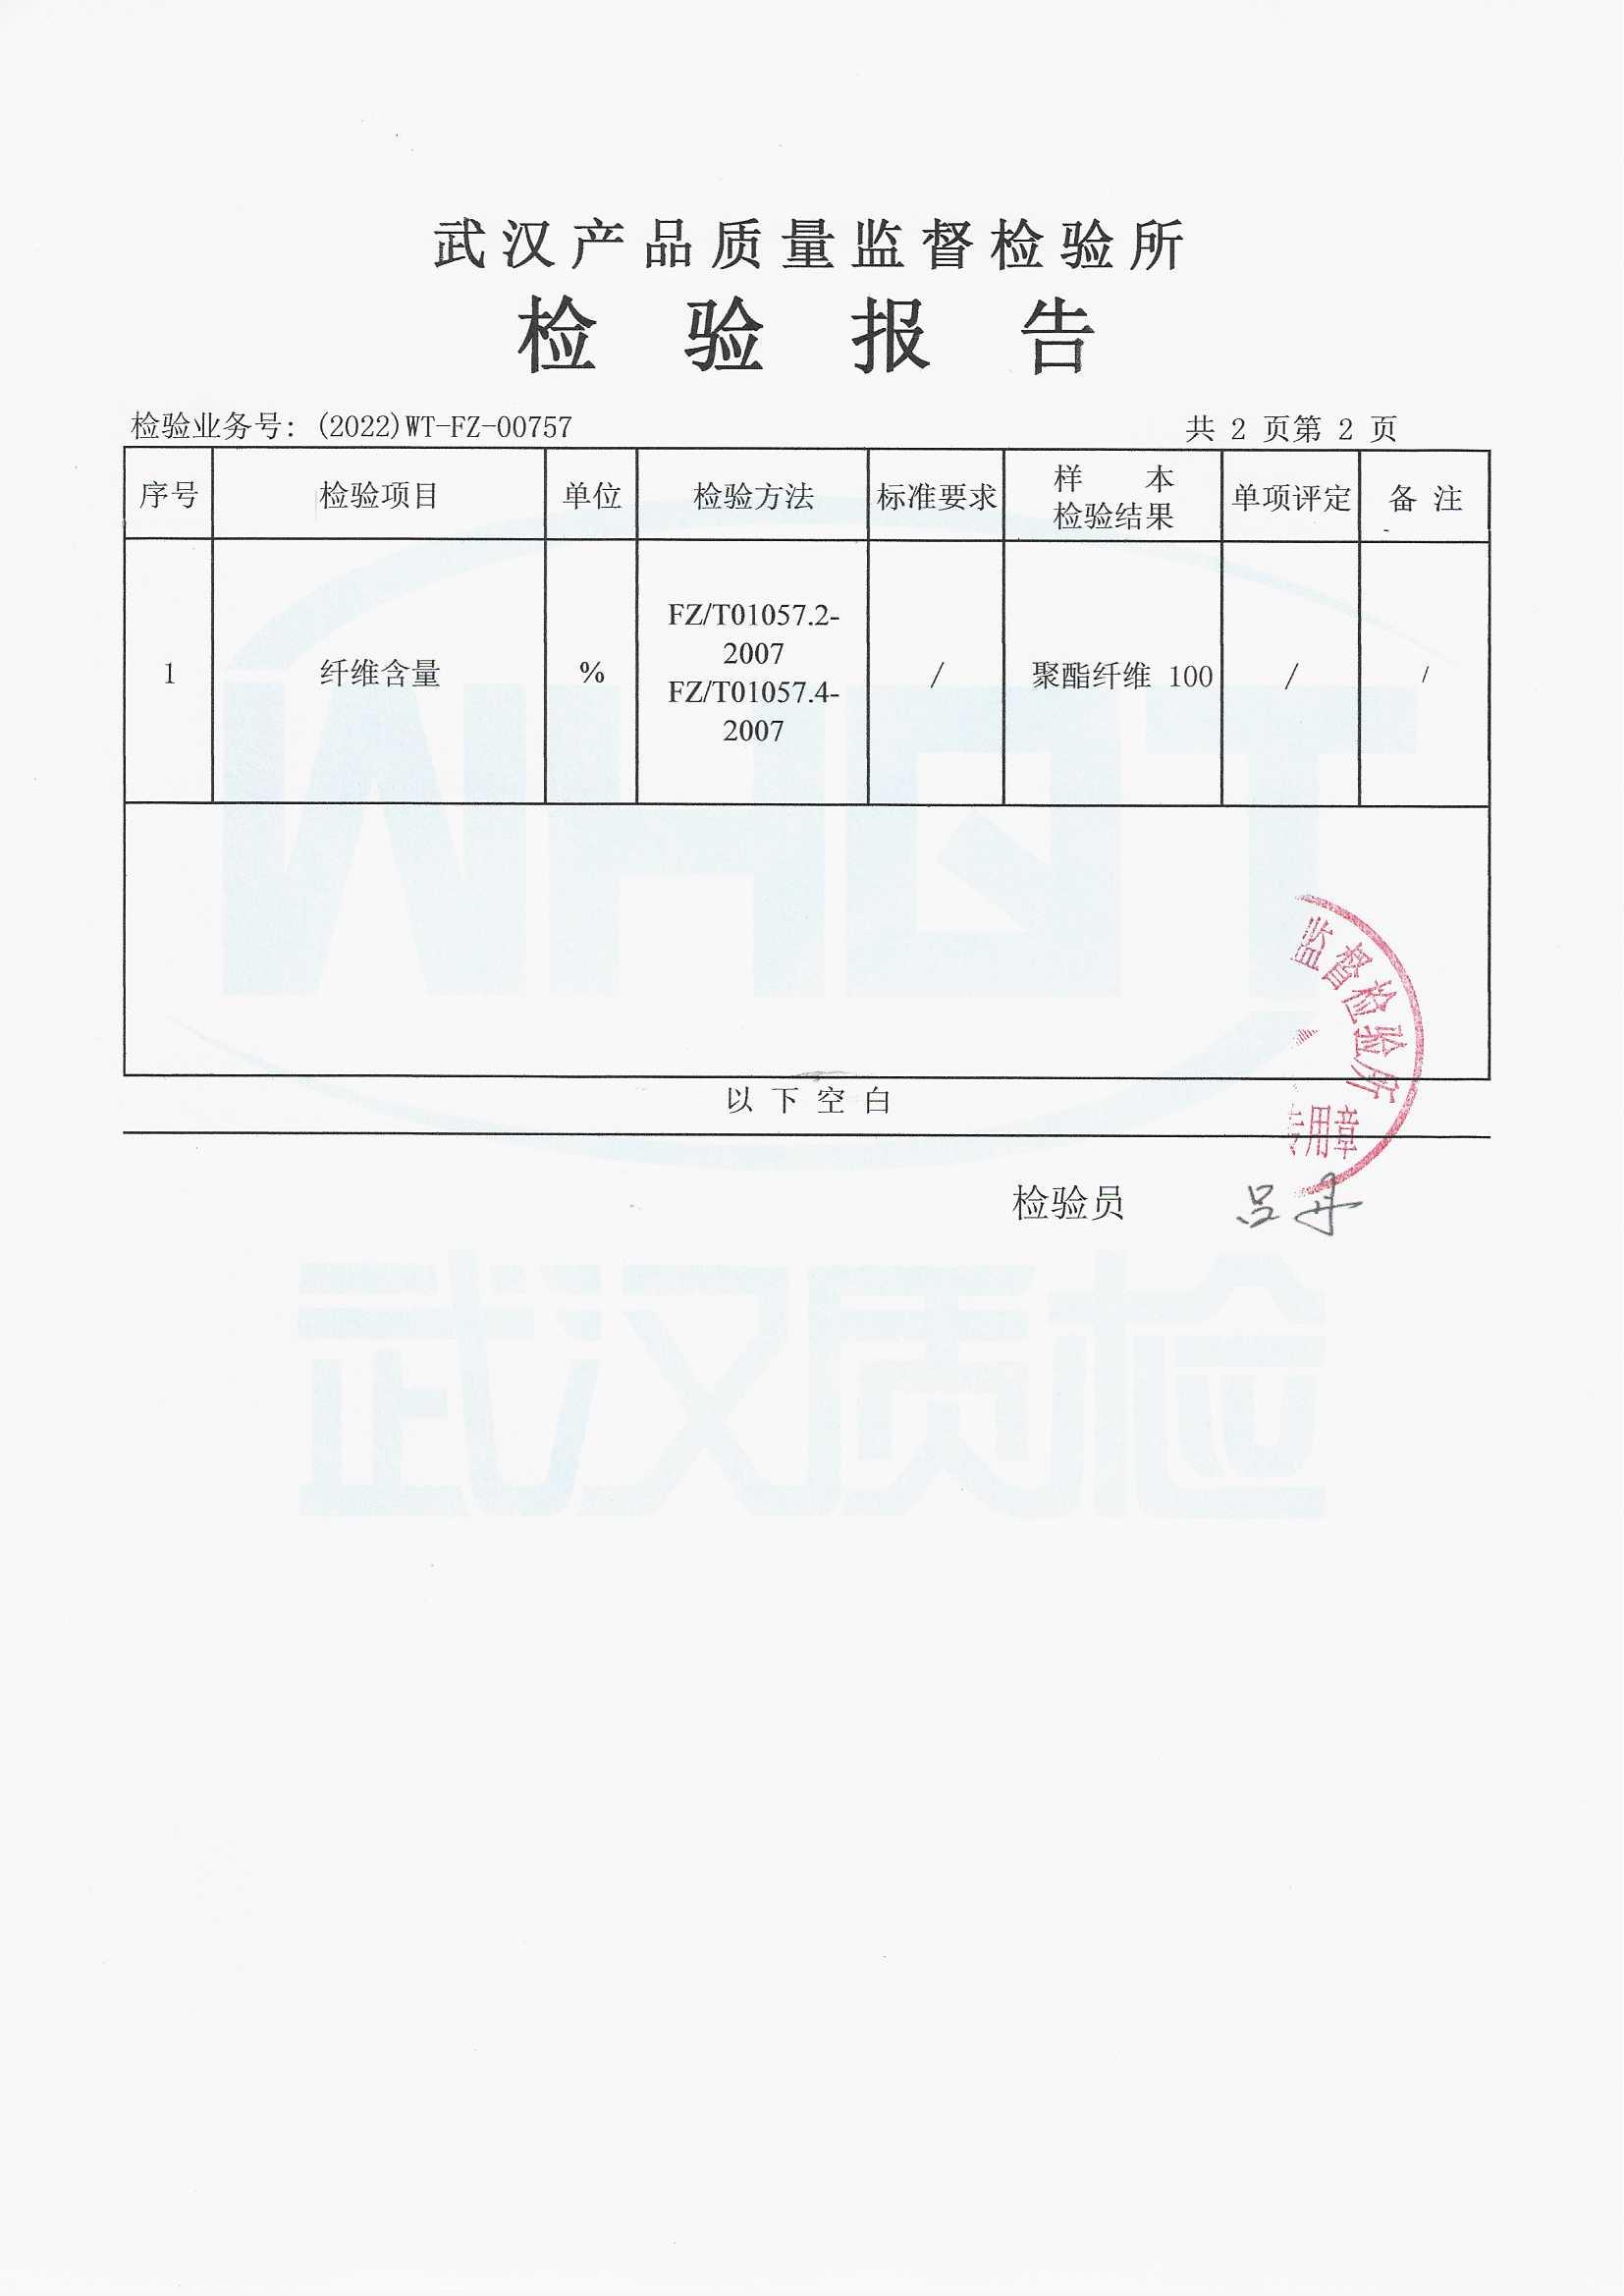 武汉产品质量监督检验所
检验报告
检验业务号：(2022)WT-FZ-00757 共 2 页第 2 页
序号 检验项目 单位 检验方法 标准要求 样本检验结果 单项评定 备注
1 纤维含量 % FZ/T01057.2-2007 FZ/T01057.4-2007 / 聚酯纤维 100 / /
以下空白
检验员 吕丹
监督检验所
专用章
WHQT
武汉质检